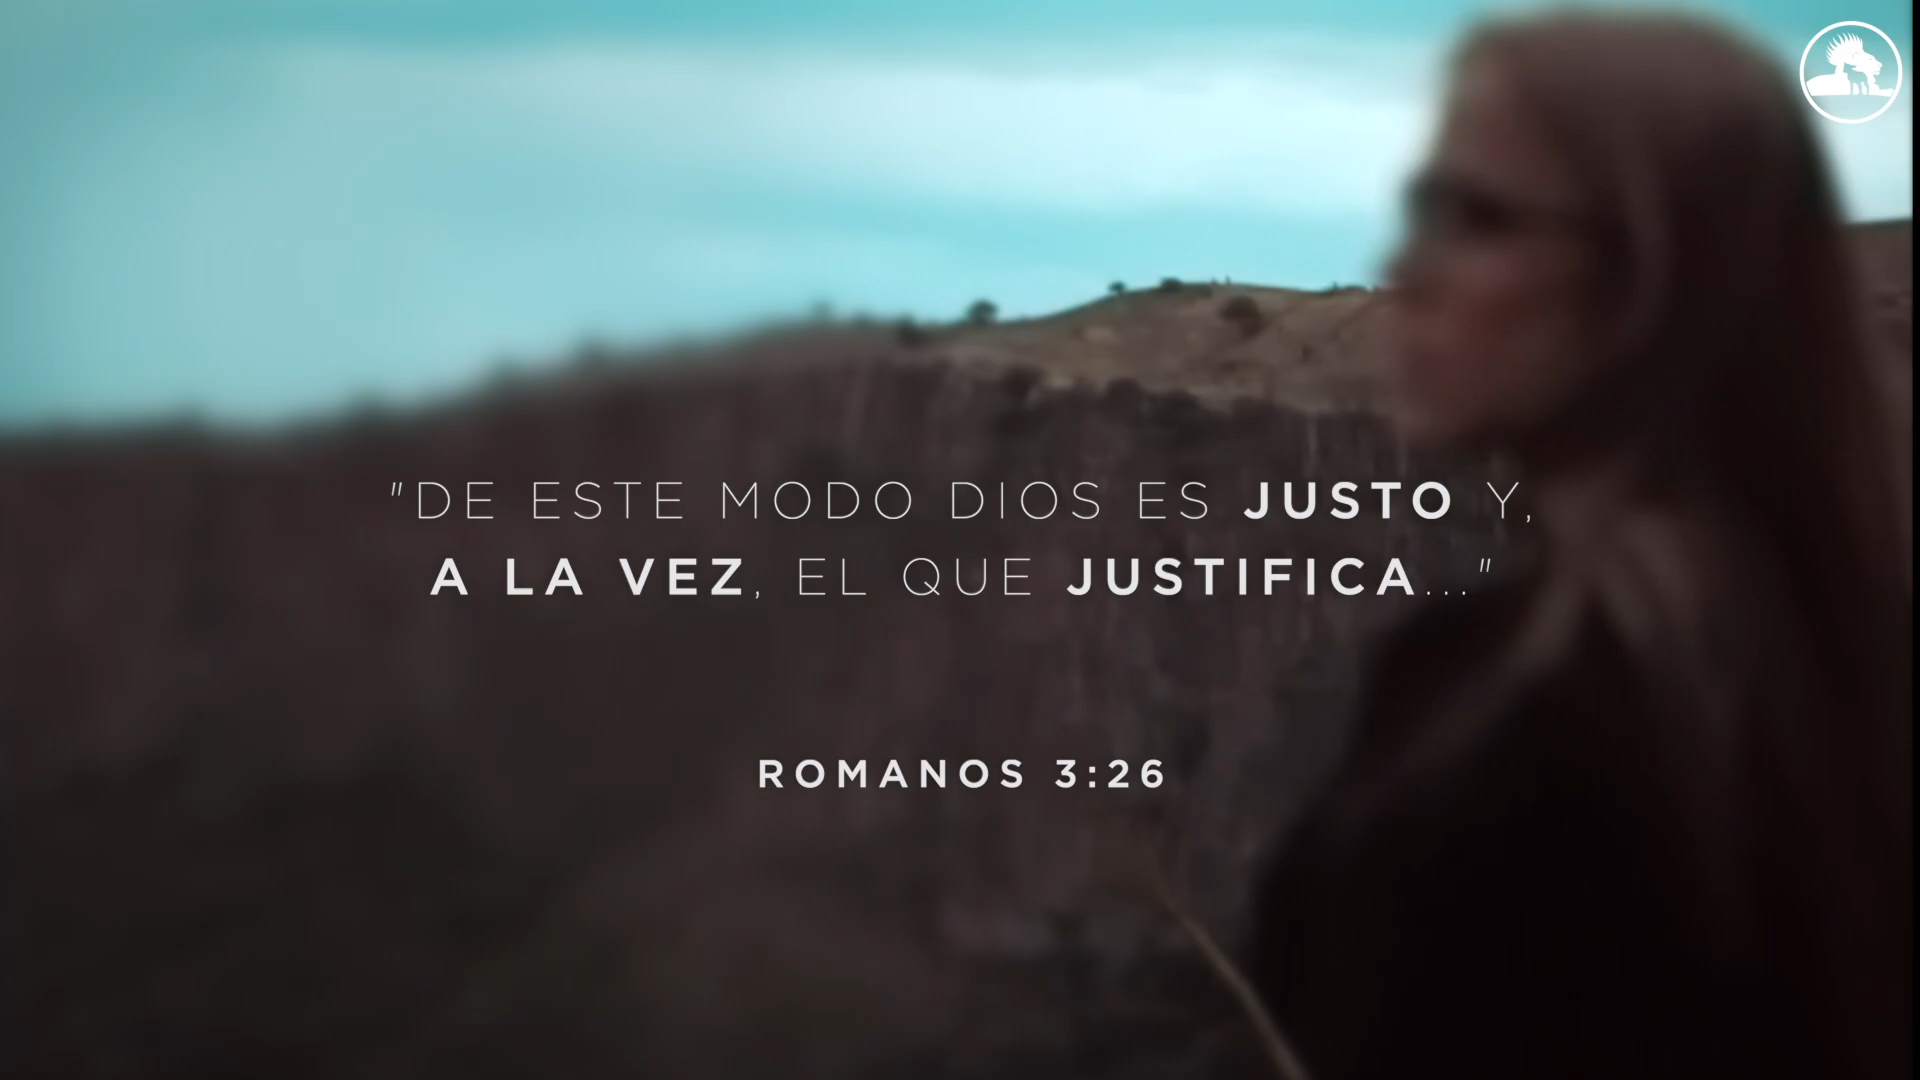 "DE ESTE MODO DIOS ES JUSTO Y,
A LA VEZ, EL QUE JUSTIFICA..."
ROMANOS 3:26